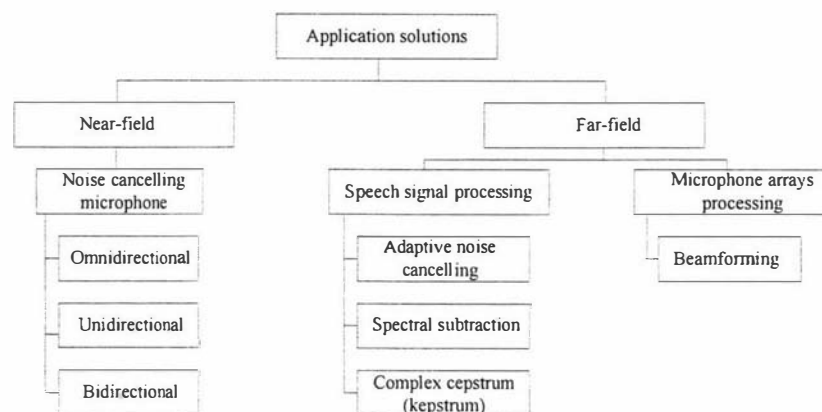 Application solutions
Near-field
Far-field
Noise cancelling
microphone
Speech signal processing
Microphone arrays
processing
Omnidirectional
Adaptive noise
cancelling
Beamforming
Unidirectional
Spectral subtraction
Bidirectional
Complex cepstrum
(kepstrum)